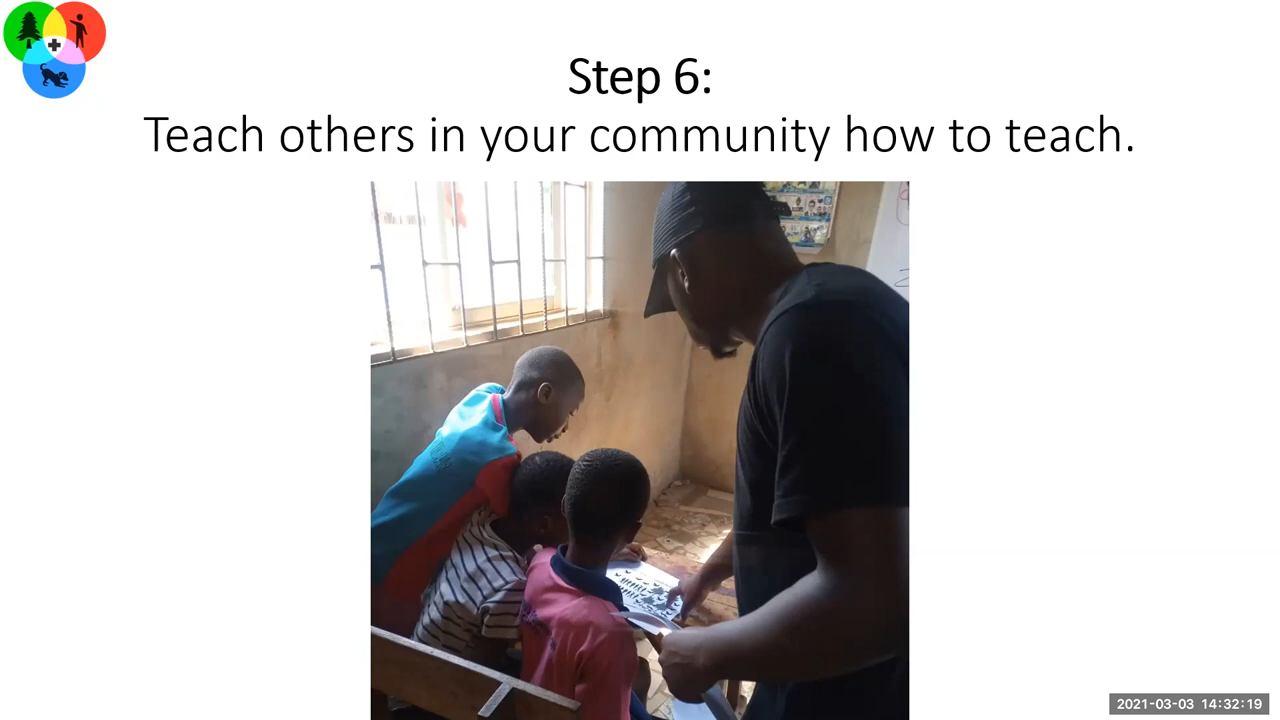 Step 6:
Teach others in your community how to teach.
2021-03-03 14:32:19